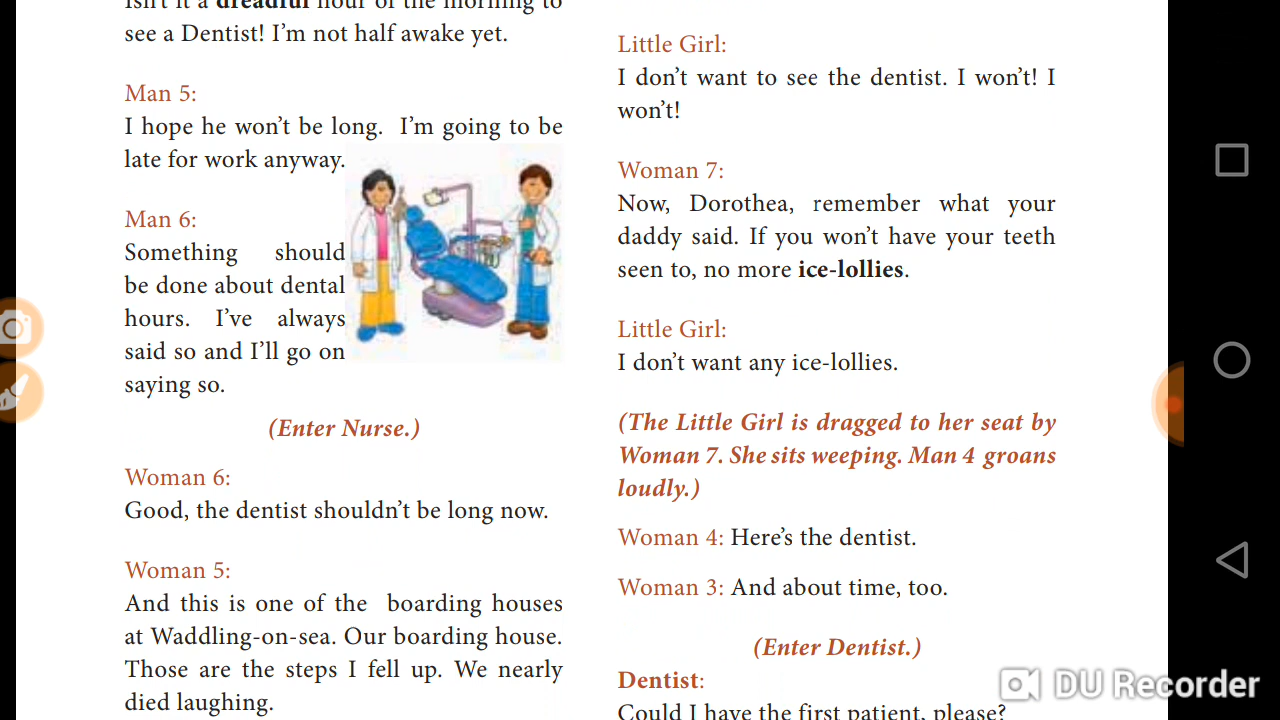 Isn't it a dreadful hour of the morning to
see a Dentist! I'm not half awake yet.
Man 5:
I hope he won't be long. I'm going to be
late for work anyway.
Man 6:
Something should
be done about dental
hours. I've always
said so and I'll go on
saying so.
(Enter Nurse.)
Woman 6:
Good, the dentist shouldn't be long now.
Woman 5:
And this is one of the boarding houses
at Waddling-on-sea. Our boarding house.
Those are the steps I fell up. We nearly
died laughing.
Little Girl:
I don't want to see the dentist. I won't! I
won't!
Woman 7:
Now, Dorothea, remember what your
daddy said. If you won't have your teeth
seen to, no more ice-lollies.
Little Girl:
I don't want any ice-lollies.
(The Little Girl is dragged to her seat by
Woman 7. She sits weeping. Man 4 groans
loudly.)
Woman 4: Here's the dentist.
Woman 3: And about time, too.
(Enter Dentist.)
Dentist:
Could I have the first patient, please?
DU Recorder